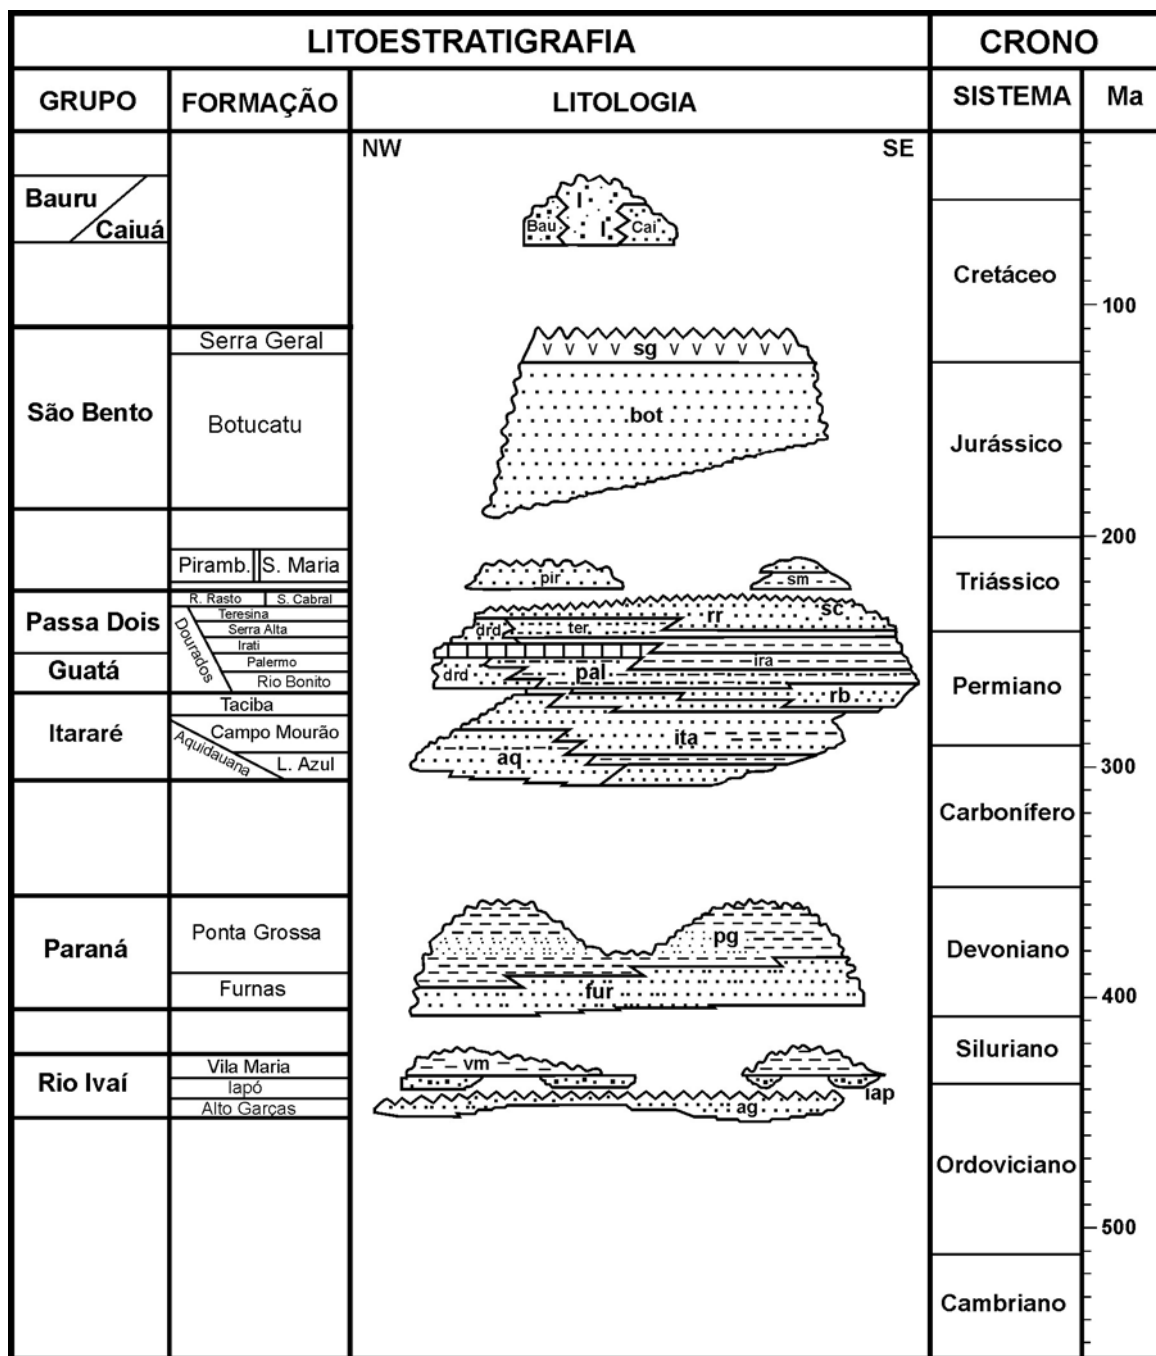 LITOESTRATIGRAFIA CRONO
GRUPO FORMAÇÃO LITOLOGIA SISTEMA Ma
NW SE
Bauru
Caiuá
Bau l l Cai
Cretáceo
100
Serra Geral
sg
V V V V V V V V V V V
São Bento
Botucatu
bot
Jurássico
200
Piramb. S. Maria
pir
sm
Triássico
R. Rasto S. Cabral
Passa Dois
Teresina
Serra Alta
Irati
Dourados
Guatá
Palermo
Rio Bonito
sc
rr
drd
ter
ira
drd
pal
rb
Permiano
Taciba
Itararé
Campo Mourão
Aquidauana
L. Azul
ita
aq
300
Carbonífero
Paraná
Ponta Grossa
Furnas
pg
fur
Devoniano
400
Siluriano
Rio Ivaí
Vila Maria
Iapó
Alto Garças
vm
iap
ag
Ordoviciano
500
Cambriano